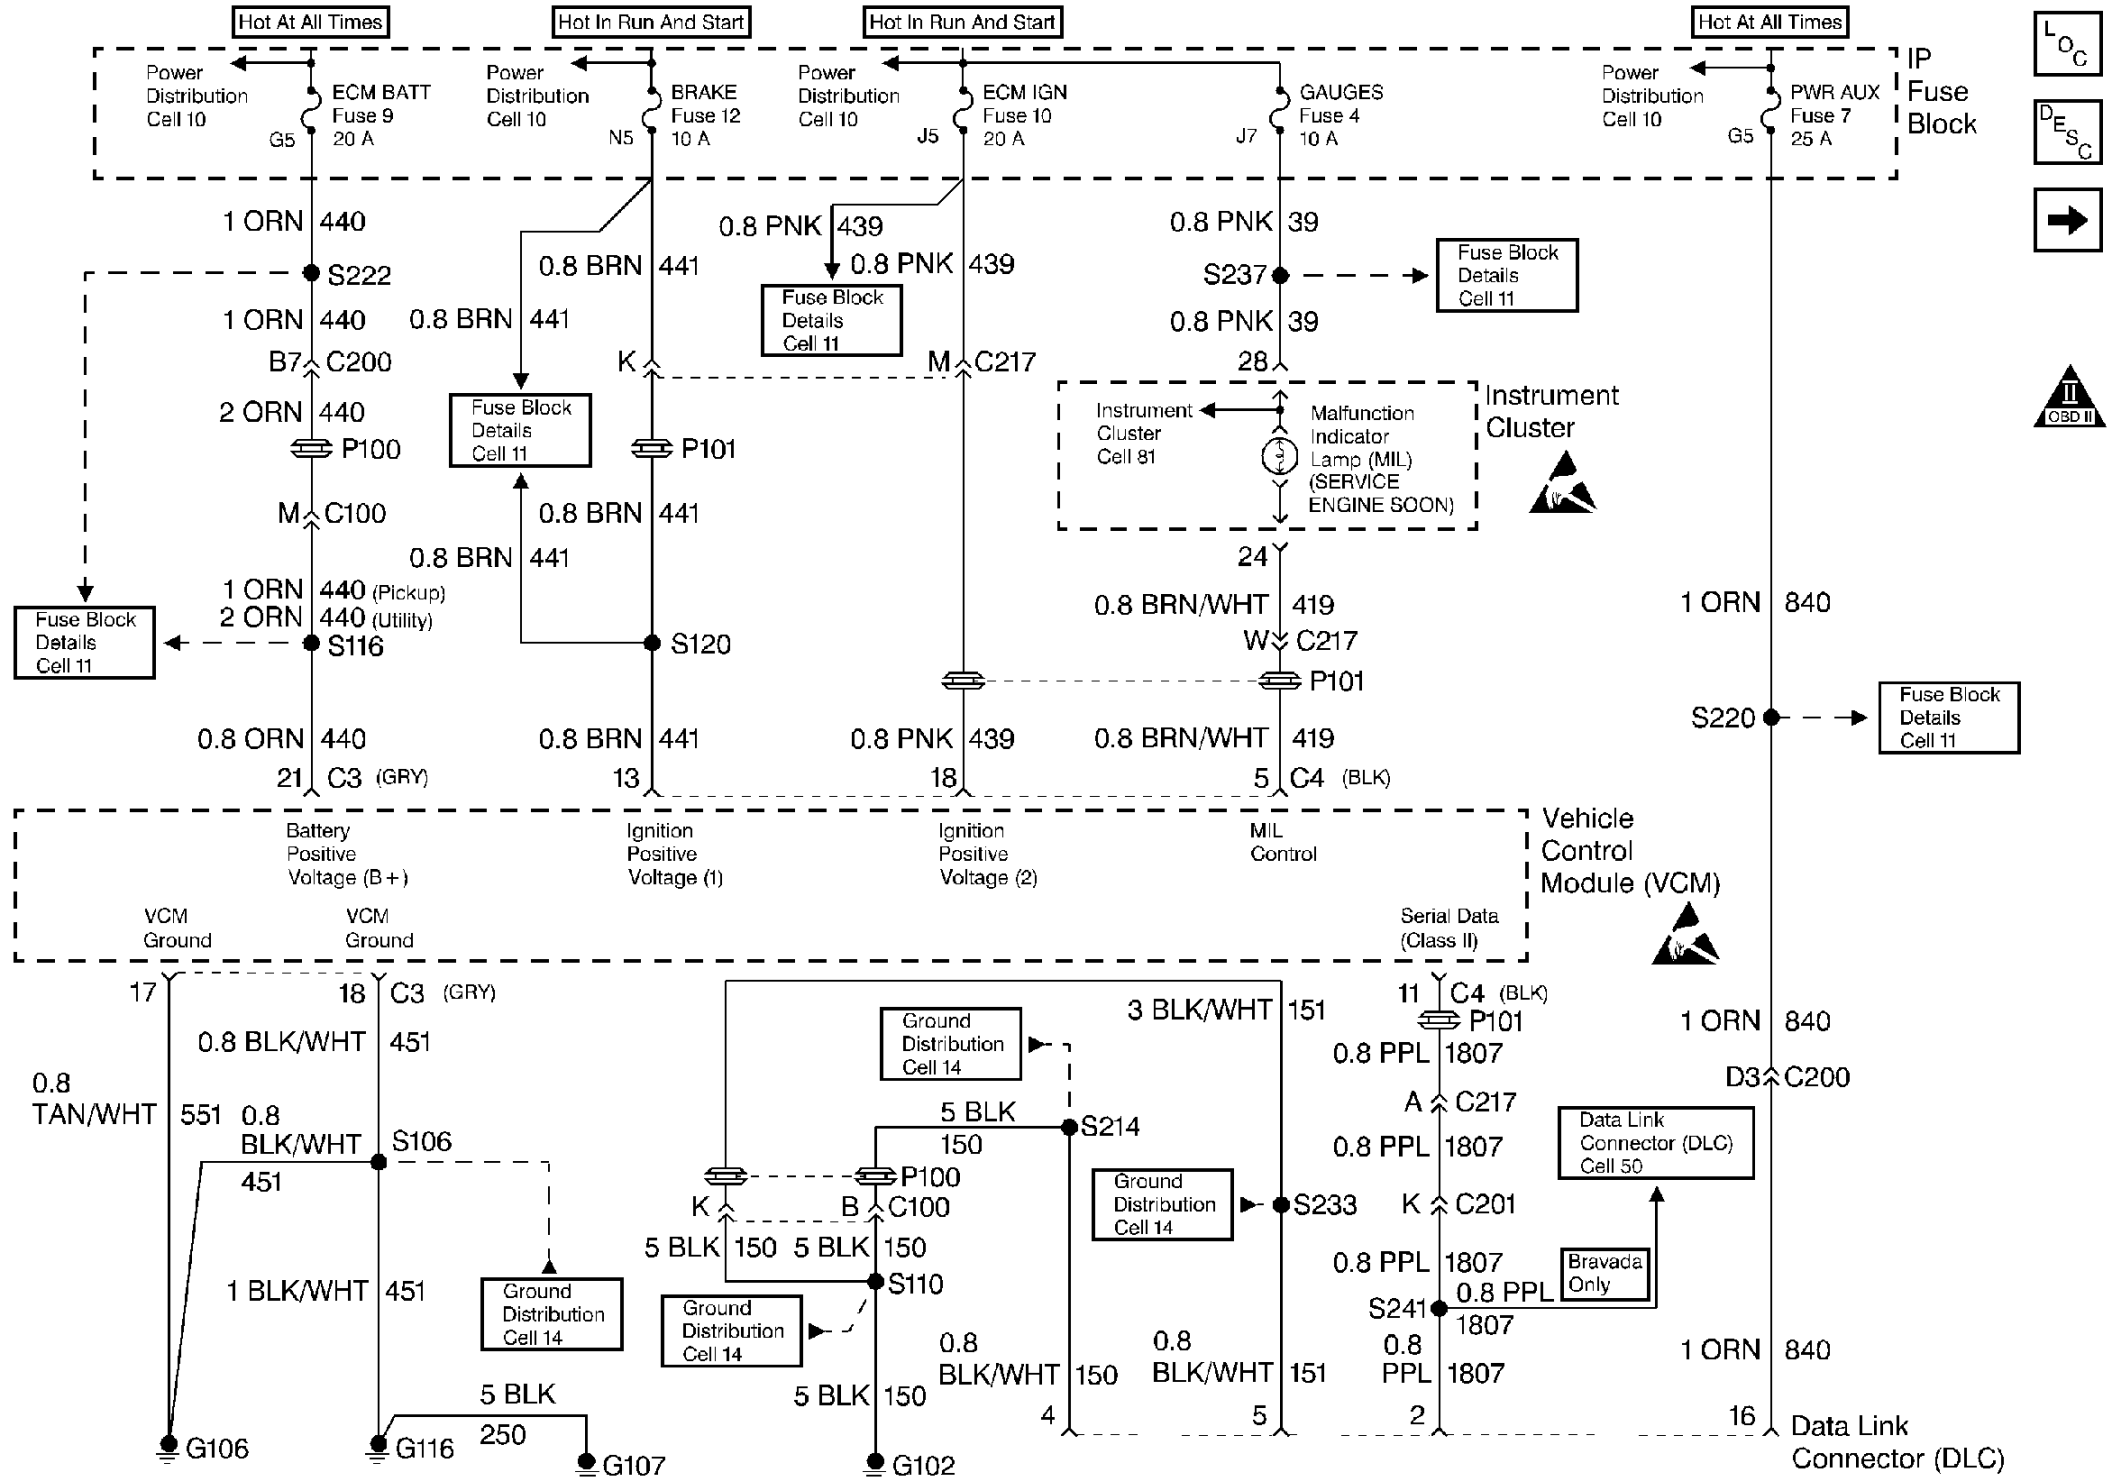 Hot At All Times
Hot In Run And Start
Hot In Run And Start
Hot At All Times
L O C
D E S C
OBD II
II
IP
Fuse
Block
Power
Distribution
Cell 10
ECM BATT
Fuse 9
20 A
G5
Power
Distribution
Cell 10
BRAKE
Fuse 12
10 A
N5
Power
Distribution
Cell 10
ECM IGN
Fuse 10
20 A
J5
GAUGES
Fuse 4
10 A
J7
Power
Distribution
Cell 10
PWR AUX
Fuse 7
25 A
G5
1 ORN 440
S222
1 ORN 440
B7 C200
2 ORN 440
P100
M C100
1 ORN 440 (Pickup)
2 ORN 440 (Utility)
S116
Fuse Block
Details
Cell 11
0.8 ORN 440
21 C3 (GRY)
0.8 BRN 441
0.8 BRN 441
K
Fuse Block
Details
Cell 11
P101
0.8 BRN 441
0.8 BRN 441
S120
0.8 BRN 441
13
0.8 PNK 439
0.8 PNK 439
Fuse Block
Details
Cell 11
M C217
0.8 PNK 439
18
0.8 PNK 39
S237
Fuse Block
Details
Cell 11
0.8 PNK 39
28
Instrument
Cluster
Cell 81
Malfunction
Indicator
Lamp (MIL)
(SERVICE
ENGINE SOON)
Instrument
Cluster
24
0.8 BRN/WHT 419
W C217
P101
0.8 BRN/WHT 419
5 C4 (BLK)
1 ORN 840
S220
Fuse Block
Details
Cell 11
Battery
Positive
Voltage (B+)
Ignition
Positive
Voltage (1)
Ignition
Positive
Voltage (2)
MIL
Control
Vehicle
Control
Module (VCM)
VCM
Ground
VCM
Ground
Serial Data
(Class II)
17
18 C3 (GRY)
0.8 BLK/WHT 451
0.8
TAN/WHT 551
0.8
BLK/WHT
451
S106
1 BLK/WHT 451
Ground
Distribution
Cell 14
5 BLK
250
G106
G116
G107
3 BLK/WHT 151
Ground
Distribution
Cell 14
5 BLK
150
S214
P100
K
B C100
5 BLK 150
5 BLK 150
S110
Ground
Distribution
Cell 14
5 BLK 150
G102
Ground
Distribution
Cell 14
S233
0.8
BLK/WHT 150
4
0.8
BLK/WHT 151
5
11 C4 (BLK)
P101
0.8 PPL 1807
A C217
0.8 PPL 1807
K C201
0.8 PPL 1807
S241
0.8 PPL
1807
Bravada
Only
Data Link
Connector (DLC)
Cell 50
0.8
PPL 1807
2
1 ORN 840
D3 C200
1 ORN 840
16
Data Link
Connector (DLC)